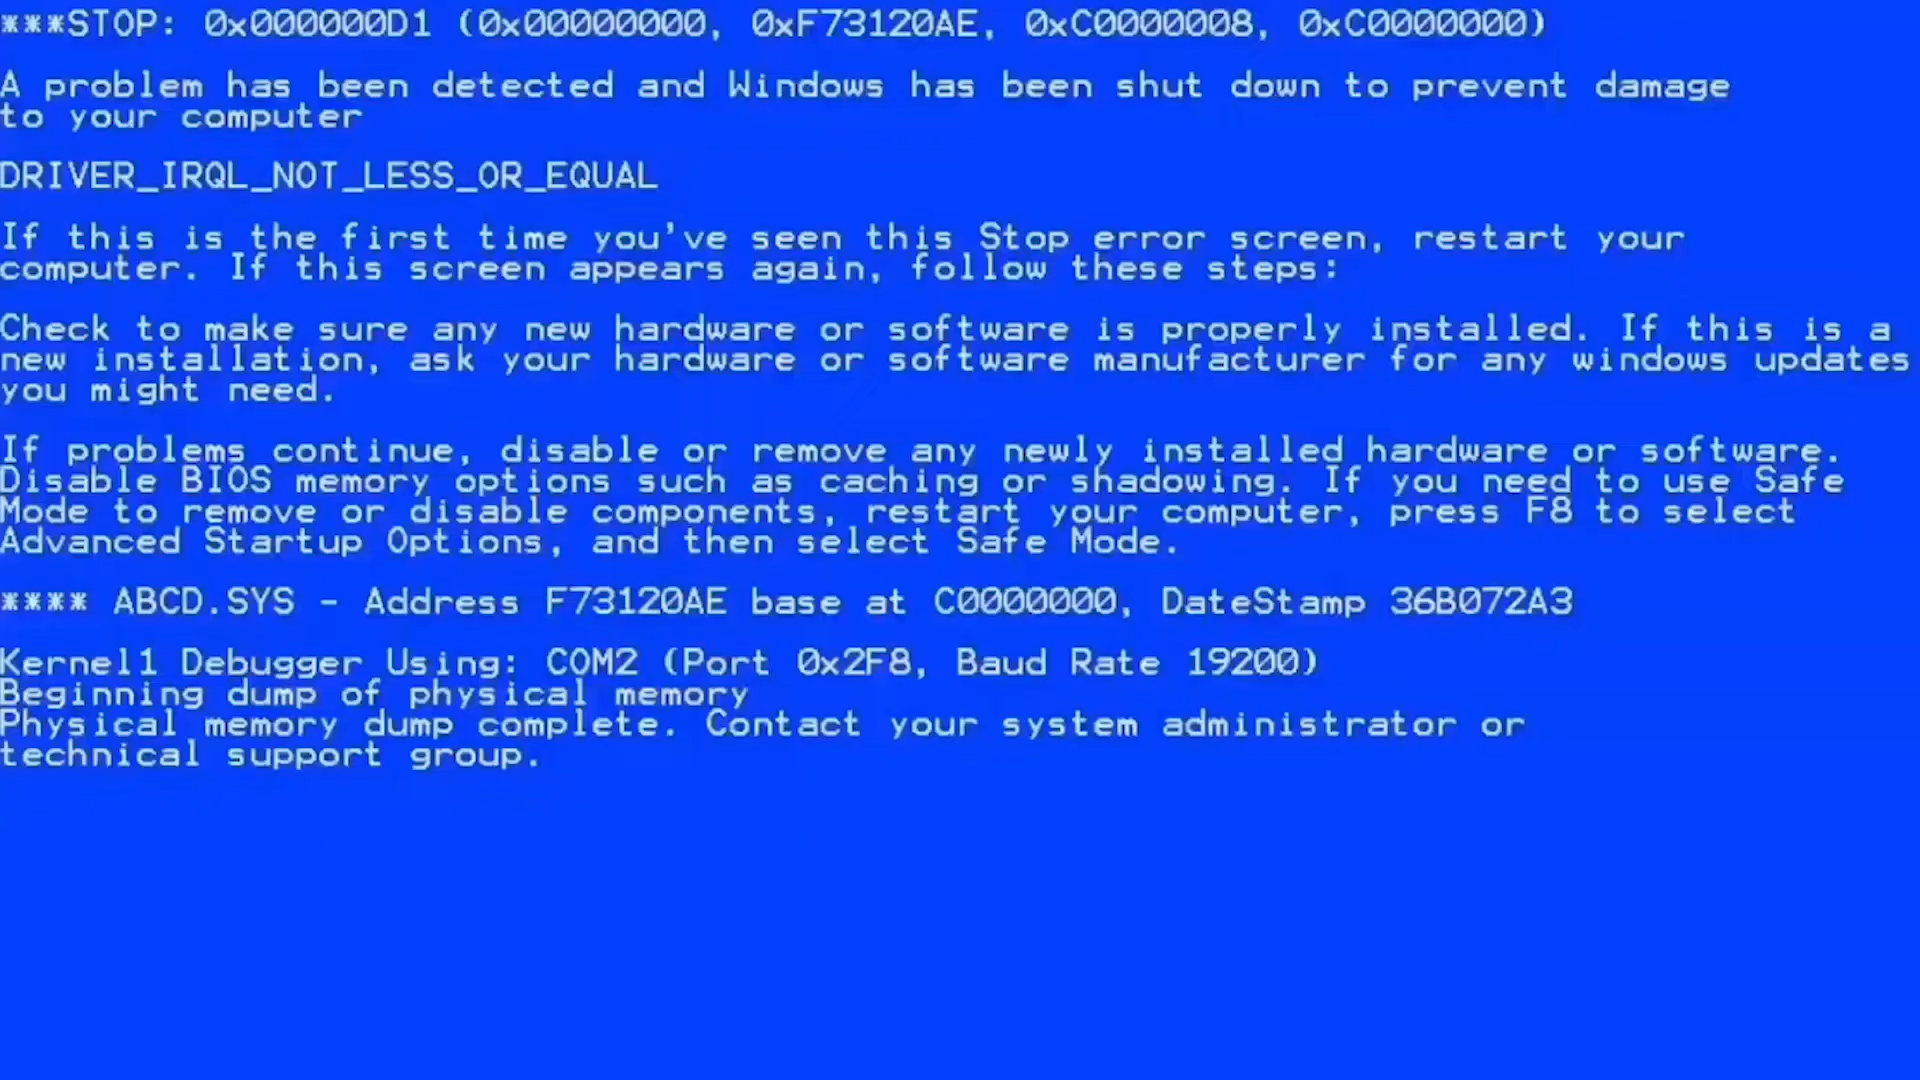 ***STOP: 0x000000D1 (0x00000000, 0xF73120AE, 0xC0000008, 0xC0000000)
A problem has been detected and Windows has been shut down to prevent damage
to your computer
DRIVER_IRQL_NOT_LESS_OR_EQUAL
If this is the first time you've seen this Stop error screen, restart your
computer. If this screen appears again, follow these steps:
Check to make sure any new hardware or software is properly installed. If this is a
new installation, ask your hardware or software manufacturer for any windows updates
you might need.
If problems continue, disable or remove any newly installed hardware or software.
Disable BIOS memory options such as caching or shadowing. If you need to use Safe
Mode to remove or disable components, restart your computer, press F8 to select
Advanced Startup Options, and then select Safe Mode.
**** ABCD.SYS - Address F73120AE base at C0000000, DateStamp 36B072A3
Kernel1 Debugger Using: COM2 (Port 0x2F8, Baud Rate 19200)
Beginning dump of physical memory
Physical memory dump complete. Contact your system administrator or
technical support group.